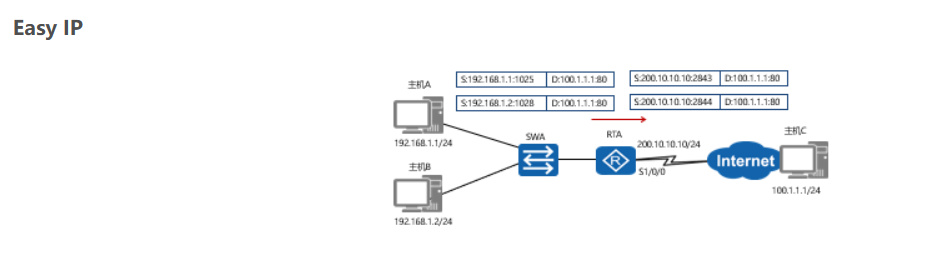 Easy IP
S:192.168.1.1:1025 D:100.1.1.1:80
S:200.10.10.10:2843 D:100.1.1.1:80
主机A
S:192.168.1.2:1028 D:100.1.1.1:80
S:200.10.10.10:2844 D:100.1.1.1:80
192.168.1.1/24
SWA
RTA
200.10.10.10/24
主机C
R
S1/0/0
Internet
100.1.1.1/24
主机B
192.168.1.2/24